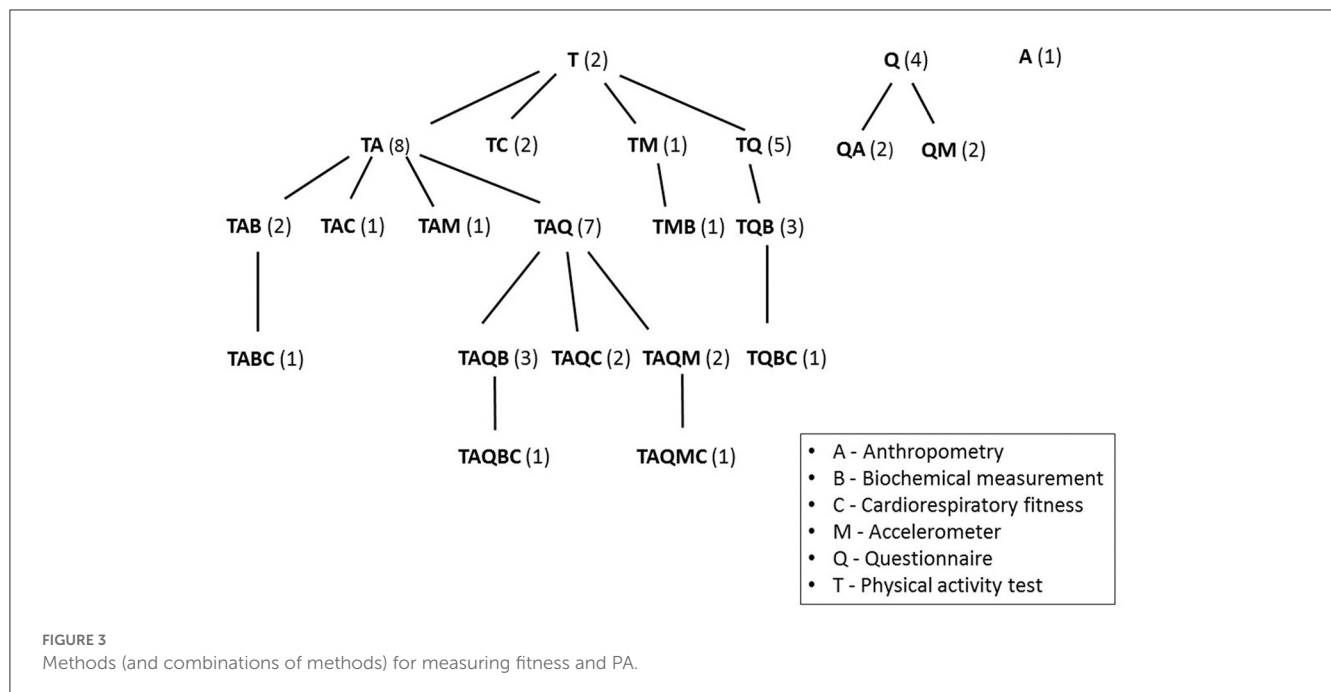 T (2) Q (4) A (1)
TA (8) TC (2) TM (1) TQ (5) QA (2) QM (2)
TAB (2) TAC (1) TAM (1) TAQ (7) TMB (1) TQB (3)
TABC (1) TAQB (3) TAQC (2) TAQM (2) TQBC (1)
TAQBC (1) TAQMC (1)
• A - Anthropometry
• B - Biochemical measurement
• C - Cardiorespiratory fitness
• M - Accelerometer
• Q - Questionnaire
• T - Physical activity test
FIGURE 3
Methods (and combinations of methods) for measuring fitness and PA.